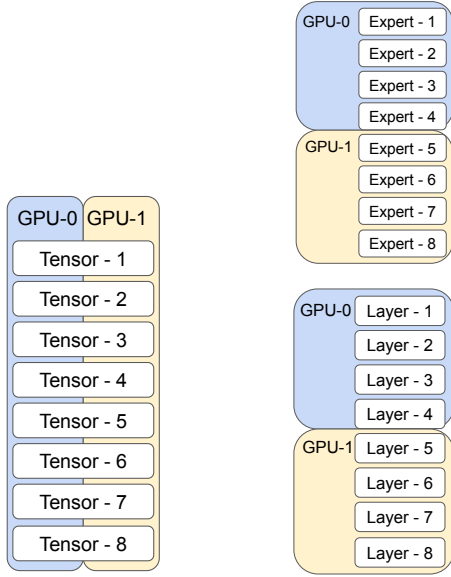 GPU-0 GPU-1
Tensor - 1
Tensor - 2
Tensor - 3
Tensor - 4
Tensor - 5
Tensor - 6
Tensor - 7
Tensor - 8
GPU-0 Expert - 1
Expert - 2
Expert - 3
Expert - 4
GPU-1 Expert - 5
Expert - 6
Expert - 7
Expert - 8
GPU-0 Layer - 1
Layer - 2
Layer - 3
Layer - 4
GPU-1 Layer - 5
Layer - 6
Layer - 7
Layer - 8